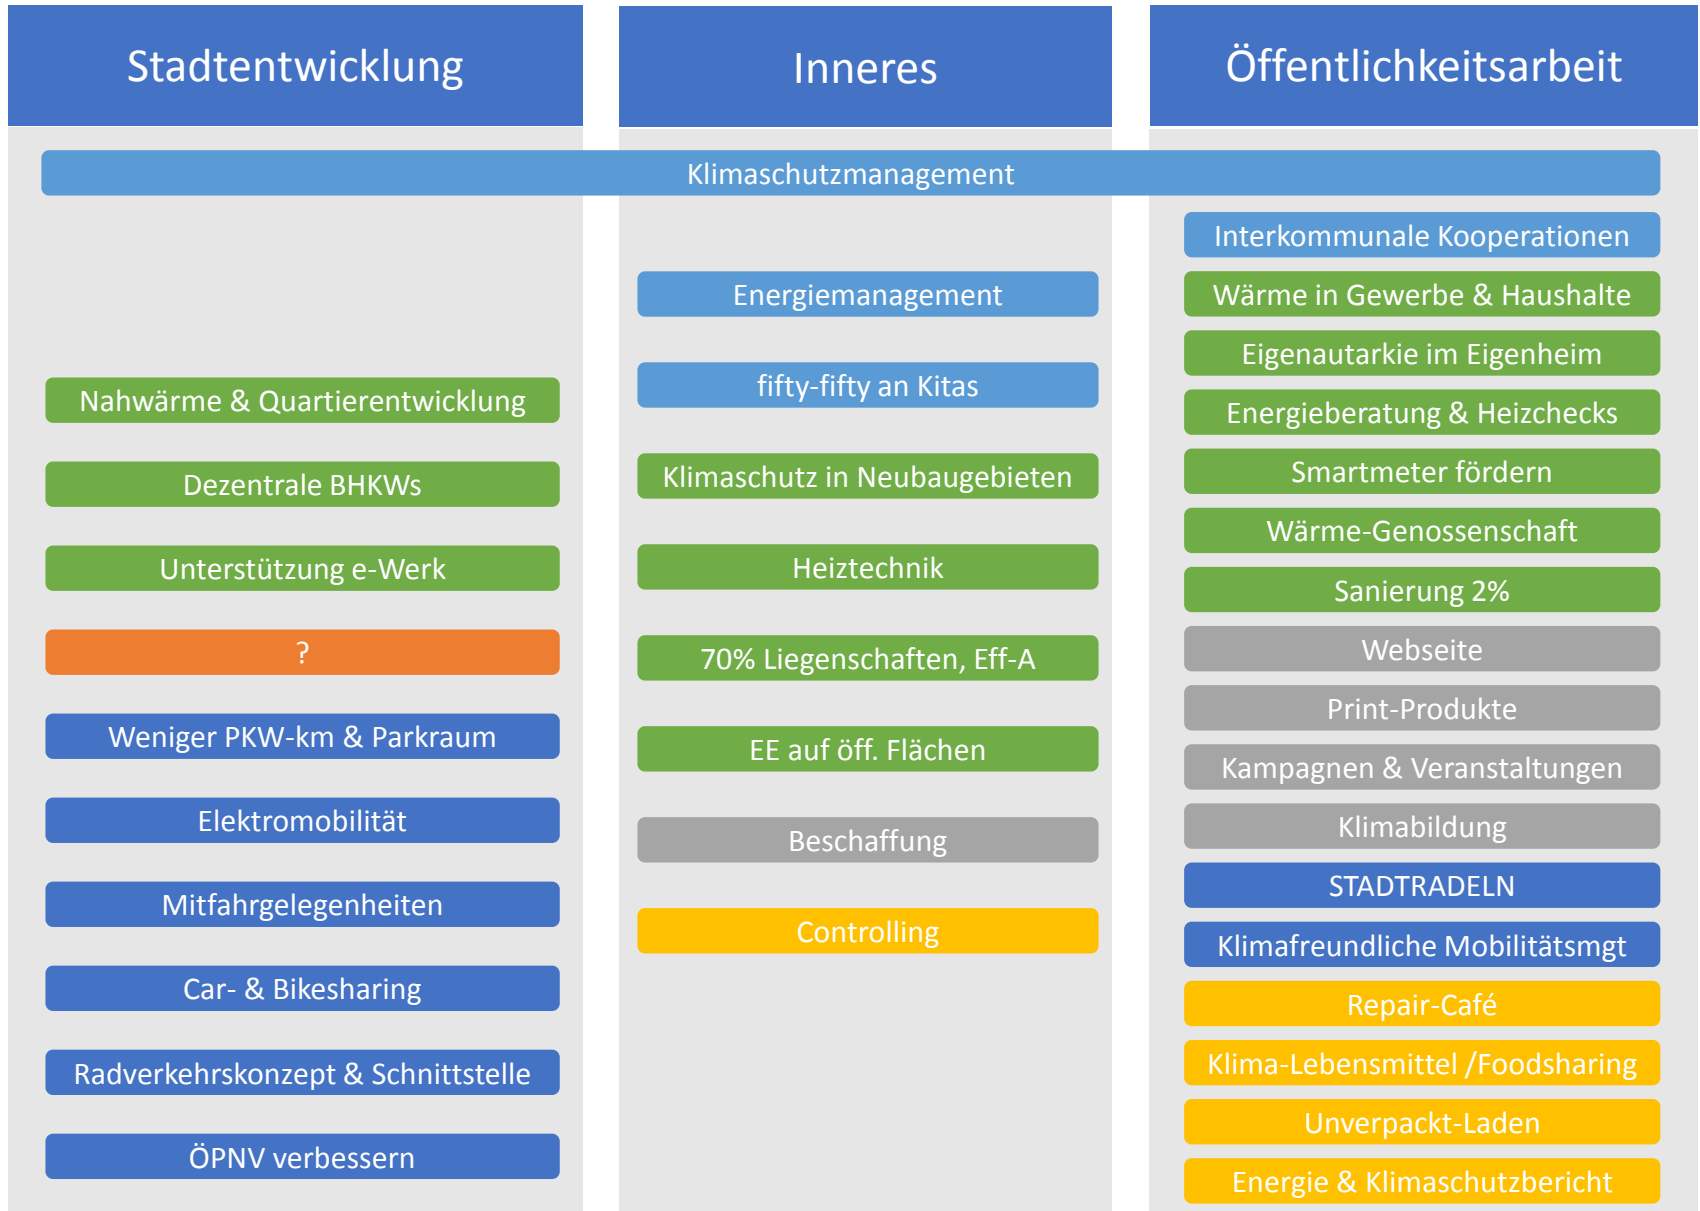 Stadtentwicklung
Inneres
Öffentlichkeitsarbeit
Klimaschutzmanagement
Nahwärme & Quartierentwicklung
Dezentrale BHKWs
Unterstützung e-Werk
?
Weniger PKW-km & Parkraum
Elektromobilität
Mitfahrgelegenheiten
Car- & Bikesharing
Radverkehrskonzept & Schnittstelle
ÖPNV verbessern
Energiemanagement
fifty-fifty an Kitas
Klimaschutz in Neubaugebieten
Heiztechnik
70% Liegenschaften, Eff-A
EE auf öff. Flächen
Beschaffung
Controlling
Interkommunale Kooperationen
Wärme in Gewerbe & Haushalte
Eigenautarkie im Eigenheim
Energieberatung & Heizchecks
Smartmeter fördern
Wärme-Genossenschaft
Sanierung 2%
Webseite
Print-Produkte
Kampagnen & Veranstaltungen
Klimabildung
STADTRADELN
Klimafreundliche Mobilitätsmgt
Repair-Café
Klima-Lebensmittel /Foodsharing
Unverpackt-Laden
Energie & Klimaschutzbericht